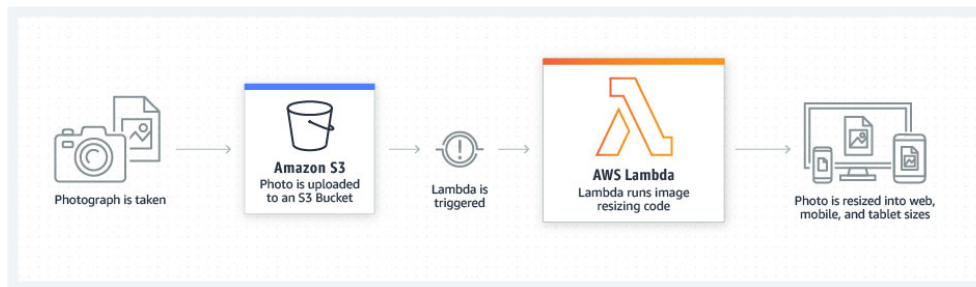 Photograph is taken
Amazon S3
Photo is uploaded
to an S3 Bucket
Lambda is
triggered
AWS Lambda
Lambda runs image
resizing code
Photo is resized into web,
mobile, and tablet sizes